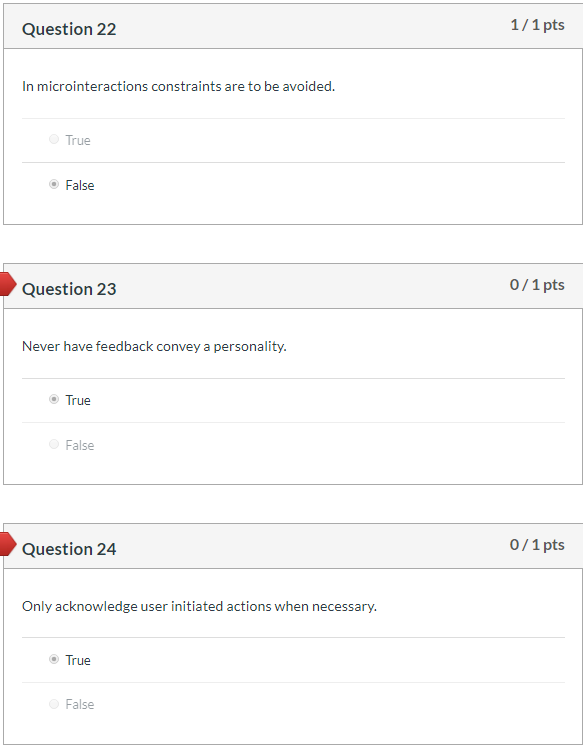 Question 22
1 / 1 pts
In microinteractions constraints are to be avoided.
True
False
Question 23
0 / 1 pts
Never have feedback convey a personality.
True
False
Question 24
0 / 1 pts
Only acknowledge user initiated actions when necessary.
True
False